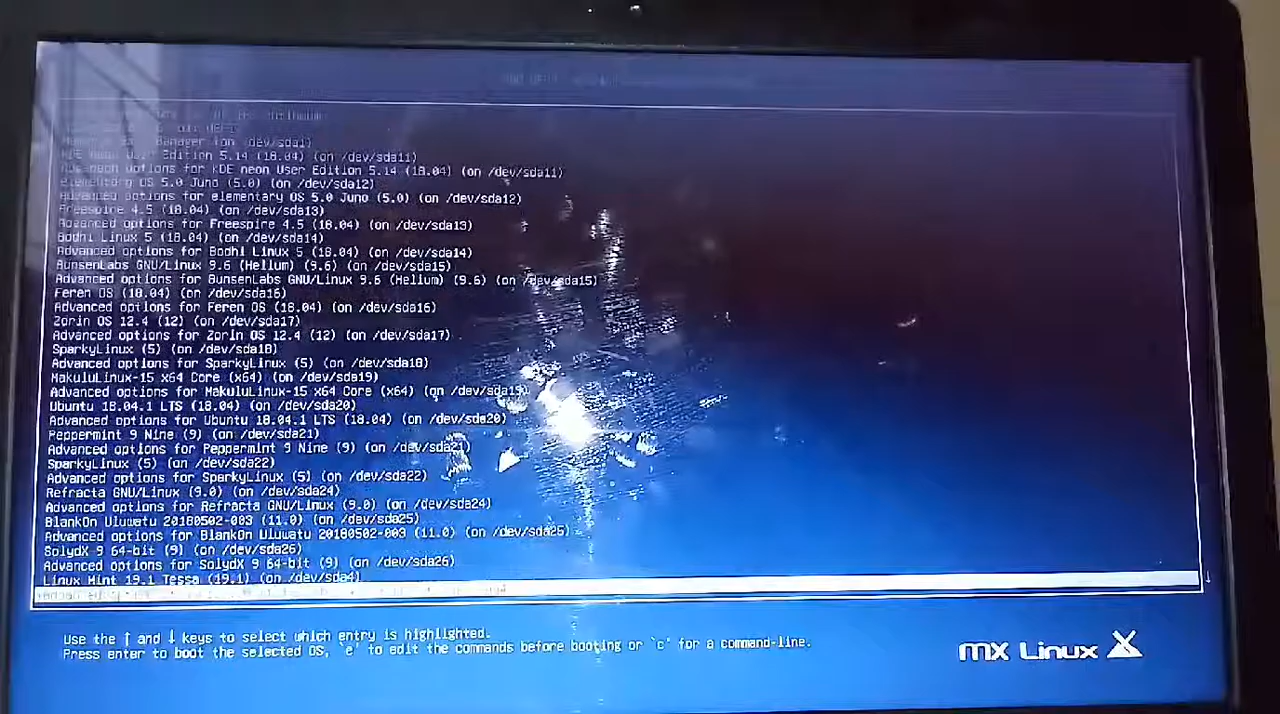 Manager (on /dev/sda1)
KDE neon User Edition 5.14 (18.04) (on /dev/sda11)
options for KDE neon User Edition 5.14 (18.04) (on /dev/sda11)
elementary OS 5.0 Juno (5.0) (on /dev/sda12)
Advanced options for elementary OS 5.0 Juno (5.0) (on /dev/sda12)
Freespire 4.5 (18.04) (on /dev/sda13)
Advanced options for Freespire 4.5 (18.04) (on /dev/sda13)
Bodhi Linux 5 (18.04) (on /dev/sda14)
Advanced options for Bodhi Linux 5 (18.04) (on /dev/sda14)
BunsenLabs GNU/Linux 9.6 (Helium) (9.6) (on /dev/sda15)
Advanced options for BunsenLabs GNU/Linux 9.6 (Helium) (9.6) (on /dev/sda15)
Feren OS (18.04) (on /dev/sda16)
Advanced options for Feren OS (18.04) (on /dev/sda16)
Zorin OS 12.4 (12) (on /dev/sda17)
Advanced options for Zorin OS 12.4 (12) (on /dev/sda17)
SparkyLinux (5) (on /dev/sda18)
Advanced options for SparkyLinux (5) (on /dev/sda18)
MakuluLinux-15 x64 Core (x64) (on /dev/sda19)
Advanced options for MakuluLinux-15 x64 Core (x64) (on /dev/sda19)
Ubuntu 18.04.1 LTS (18.04) (on /dev/sda20)
Advanced options for Ubuntu 18.04.1 LTS (18.04) (on /dev/sda20)
Peppermint 9 Nine (9) (on /dev/sda21)
Advanced options for Peppermint 9 Nine (9) (on /dev/sda21)
SparkyLinux (5) (on /dev/sda22)
Advanced options for SparkyLinux (5) (on /dev/sda22)
Refracta GNU/Linux (9.0) (on /dev/sda24)
Advanced options for Refracta GNU/Linux (9.0) (on /dev/sda24)
BlankOn Uluwatu 20180502-003 (11.0) (on /dev/sda25)
Advanced options for BlankOn Uluwatu 20180502-003 (11.0) (on /dev/sda25)
SolydX 9 64-bit (9) (on /dev/sda26)
Advanced options for SolydX 9 64-bit (9) (on /dev/sda26)
Linux Mint 19.1 Tessa (19.1) (on /dev/sda4)
Use the ↑ and ↓ keys to select which entry is highlighted.
Press enter to boot the selected OS, `e' to edit the commands before booting or `c' for a command-line.
MX Linux